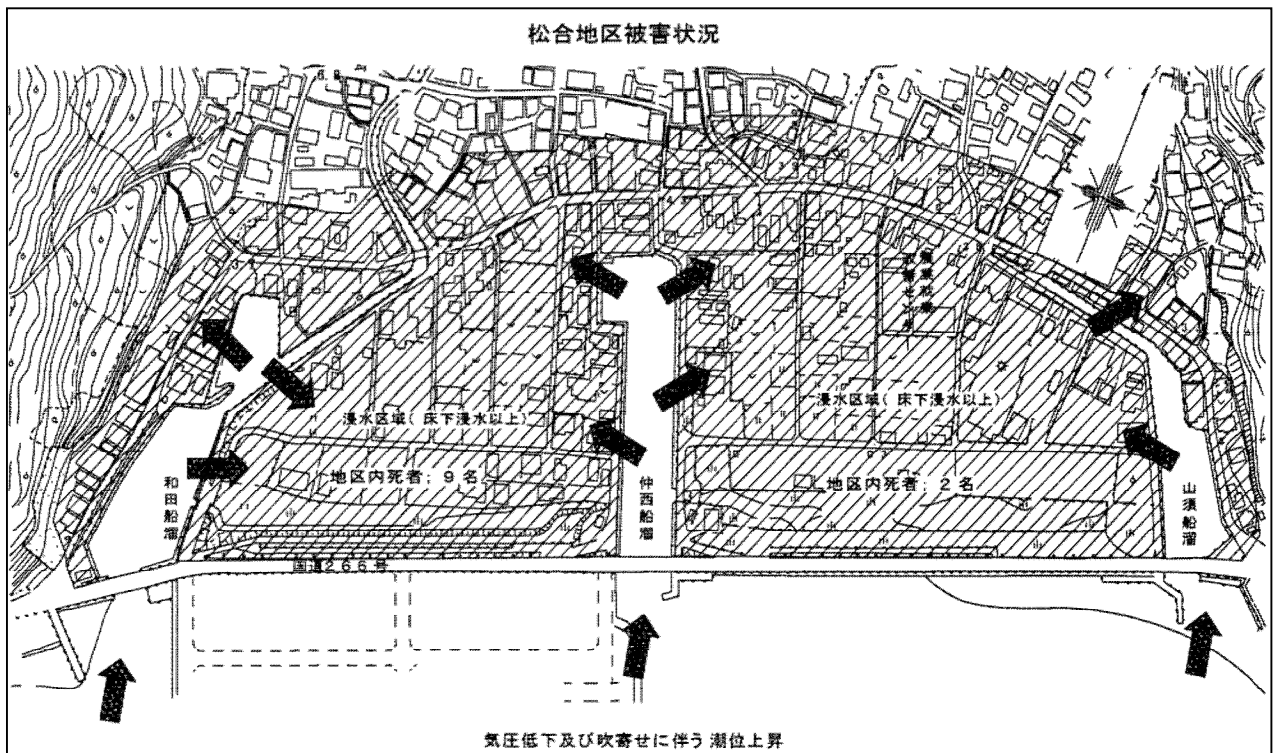 松合地区被害状況
浸水区域(床下浸水以上)
浸水区域(床下浸水以上)
地区内死者:9名
地区内死者:2名
和田船溜
仲西船溜
山須船溜
国道266号
気圧低下及び吹寄せに伴う潮位上昇